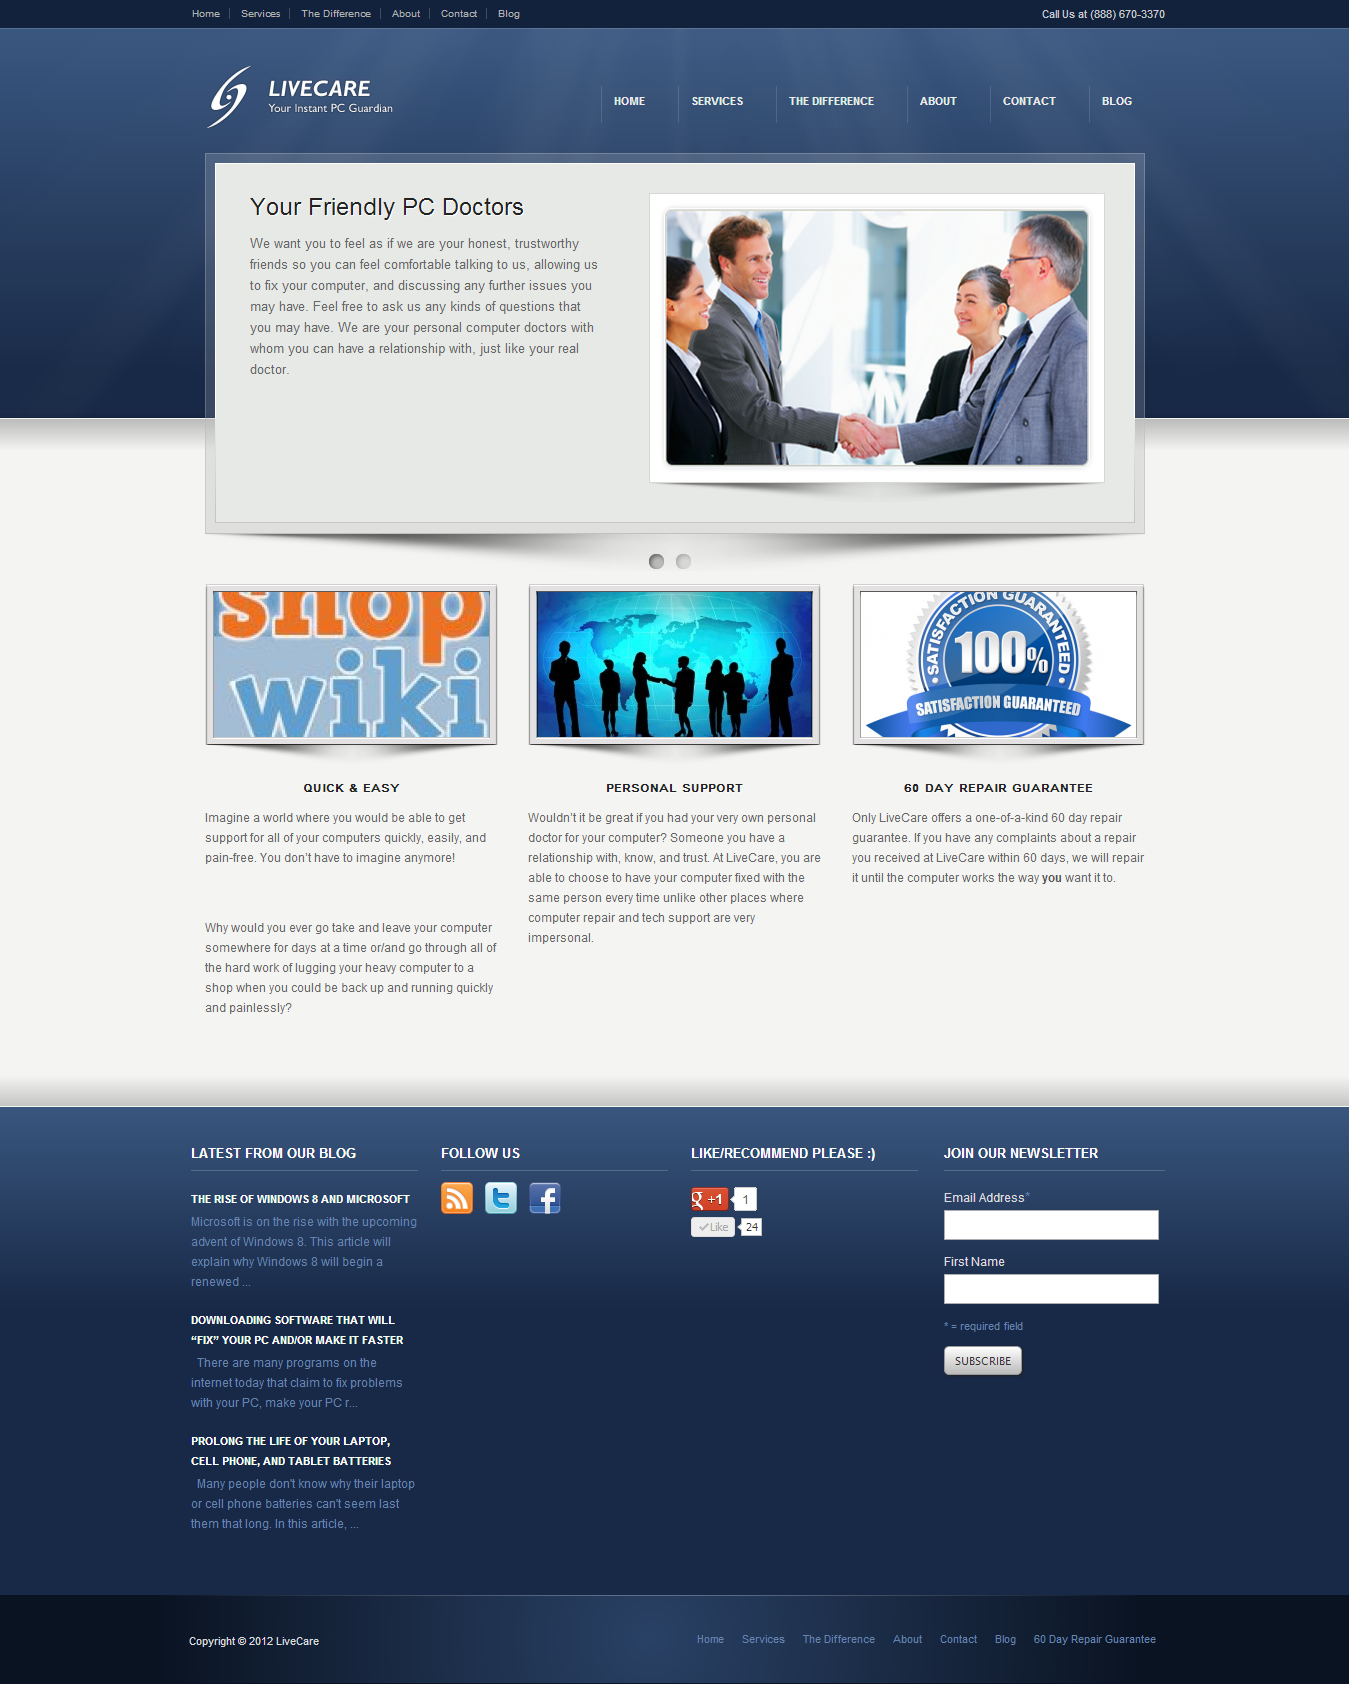 Home Services The Difference About Contact Blog
Call Us at (888) 670-3370
LIVECARE
Your Instant PC Guardian
HOME SERVICES THE DIFFERENCE ABOUT CONTACT BLOG
Your Friendly PC Doctors
We want you to feel as if we are your honest, trustworthy
friends so you can feel comfortable talking to us, allowing us
to fix your computer, and discussing any further issues you
may have. Feel free to ask us any kinds of questions that
you may have. We are your personal computer doctors with
whom you can have a relationship with, just like your real
doctor.
shop
wiki
SATISFACTION GUARANTEED
100%
SATISFACTION GUARANTEED
QUICK & EASY
Imagine a world where you would be able to get
support for all of your computers quickly, easily, and
pain-free. You don't have to imagine anymore!
Why would you ever go take and leave your computer
somewhere for days at a time or/and go through all of
the hard work of lugging your heavy computer to a
shop when you could be back up and running quickly
and painlessly?
PERSONAL SUPPORT
Wouldn't it be great if you had your very own personal
doctor for your computer? Someone you have a
relationship with, know, and trust. At LiveCare, you are
able to choose to have your computer fixed with the
same person every time unlike other places where
computer repair and tech support are very
impersonal.
60 DAY REPAIR GUARANTEE
Only LiveCare offers a one-of-a-kind 60 day repair
guarantee. If you have any complaints about a repair
you received at LiveCare within 60 days, we will repair
it until the computer works the way you want it to.
LATEST FROM OUR BLOG
THE RISE OF WINDOWS 8 AND MICROSOFT
Microsoft is on the rise with the upcoming
advent of Windows 8. This article will
explain why Windows 8 will begin a
renewed ...
DOWNLOADING SOFTWARE THAT WILL
“FIX” YOUR PC AND/OR MAKE IT FASTER
There are many programs on the
internet today that claim to fix problems
with your PC, make your PC r...
PROLONG THE LIFE OF YOUR LAPTOP,
CELL PHONE, AND TABLET BATTERIES
Many people don't know why their laptop
or cell phone batteries can't seem last
them that long. In this article, ...
FOLLOW US
LIKE/RECOMMEND PLEASE :)
g +1 1
Like 24
JOIN OUR NEWSLETTER
Email Address*
First Name
* = required field
SUBSCRIBE
Copyright © 2012 LiveCare
Home Services The Difference About Contact Blog 60 Day Repair Guarantee